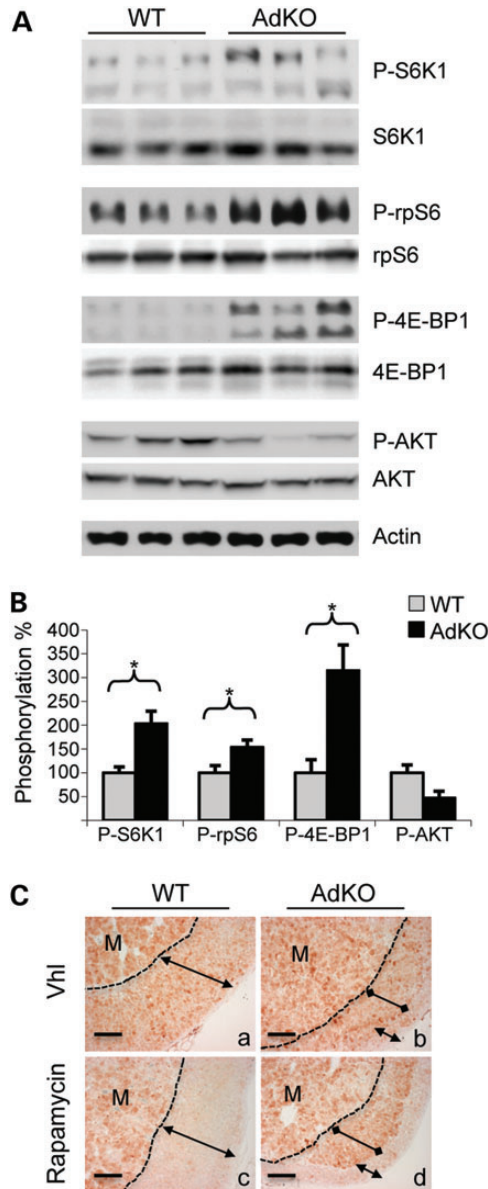 A
WT AdKO
P-S6K1
S6K1
P-rpS6
rpS6
P-4E-BP1
4E-BP1
P-AKT
AKT
Actin
B
WT
AdKO
Phosphorylation %
400
350
300
250
200
150
100
50
* * *
P-S6K1 P-rpS6 P-4E-BP1 P-AKT
C
WT AdKO
Vhl
M M
a b
Rapamycin
M M
c d